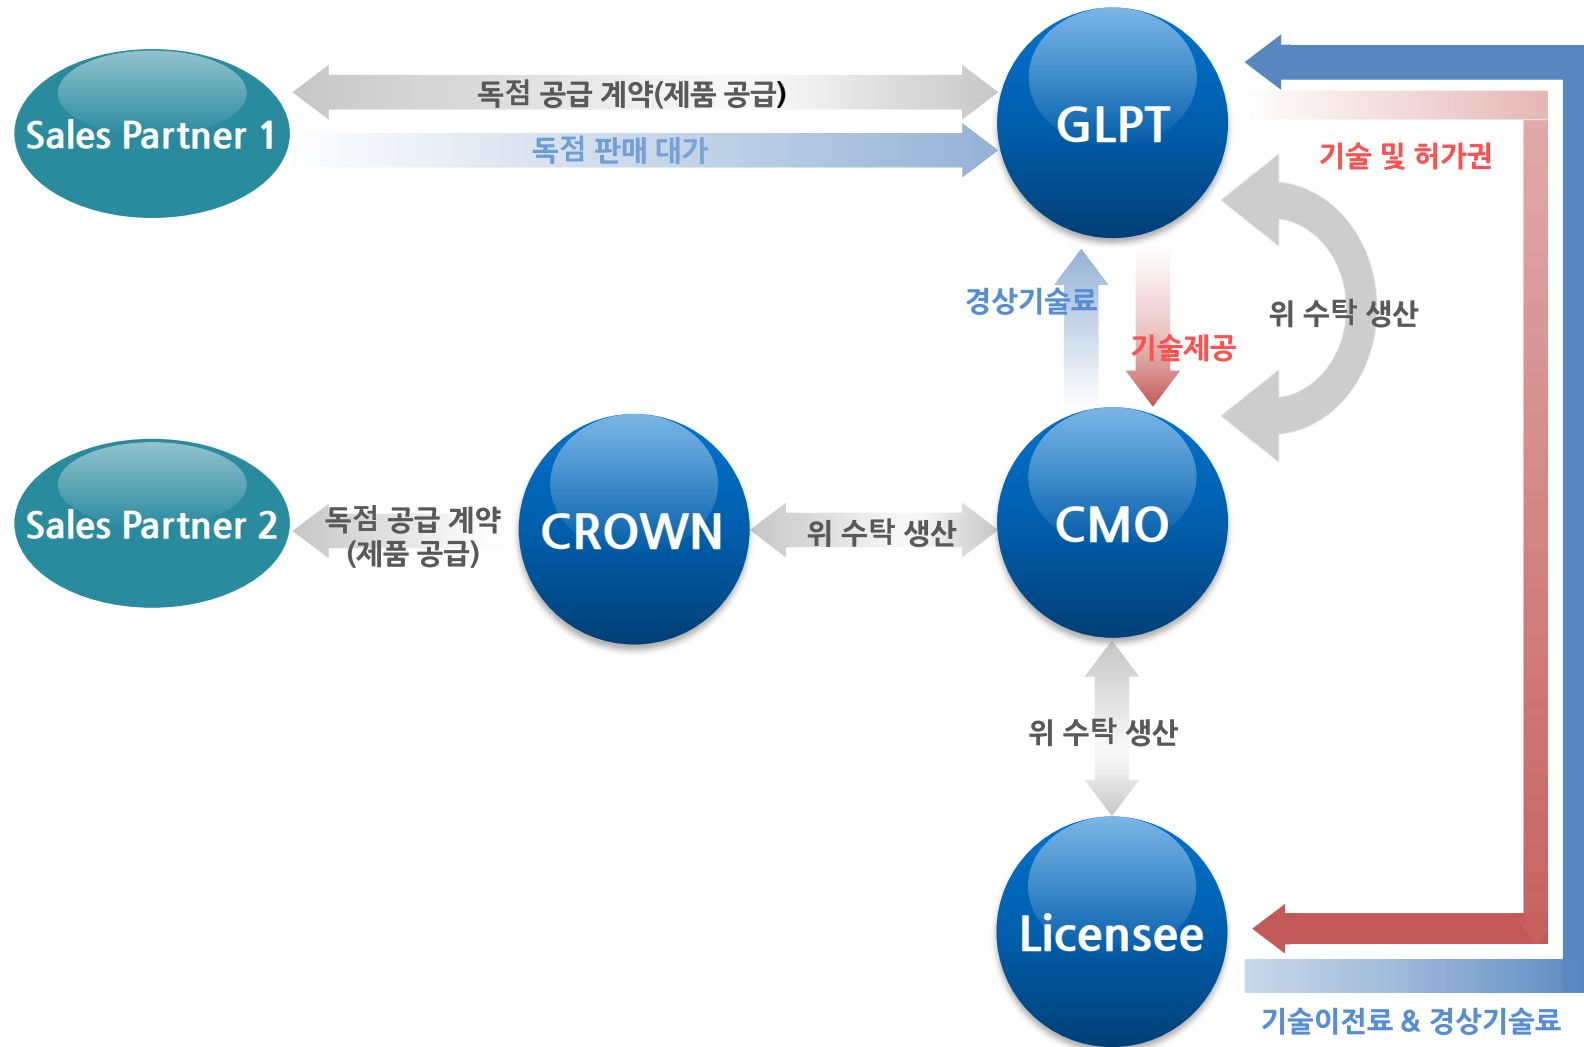 독점 공급 계약(제품 공급)
GLPT
Sales Partner 1
독점 판매 대가
기술 및 허가권
경상기술료
위 수탁 생산
기술제공
Sales Partner 2
독점 공급 계약
(제품 공급)
CROWN
위 수탁 생산
CMO
위 수탁 생산
Licensee
기술이전료 & 경상기술료